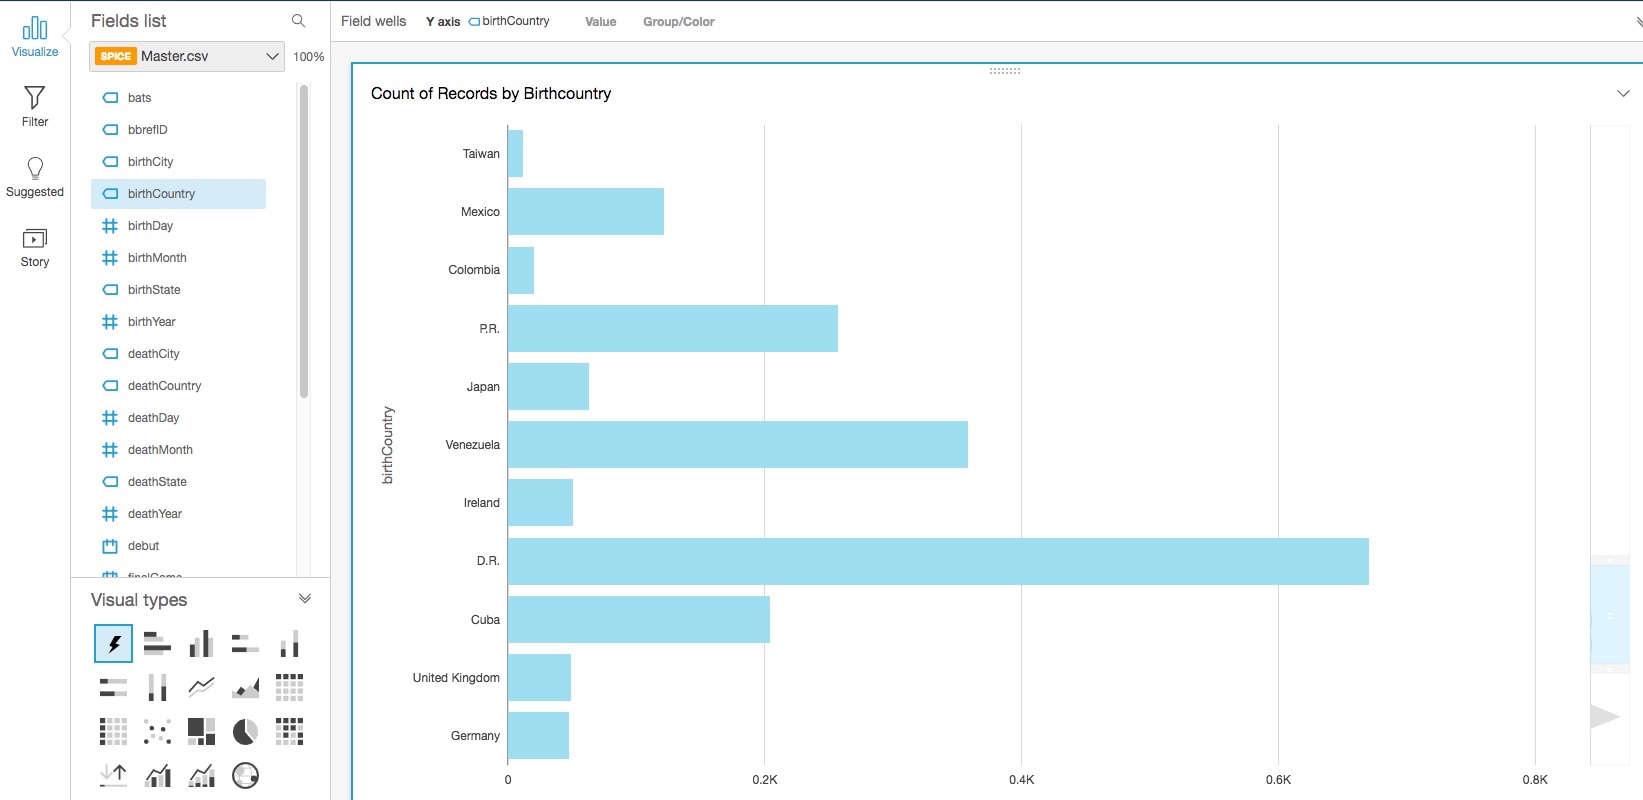 Visualize
Filter
Suggested
Story
Fields list
SPICE Master.csv 100%
bats
bbrefID
birthCity
birthCountry
birthDay
birthMonth
birthState
birthYear
deathCity
deathCountry
deathDay
deathMonth
deathState
deathYear
debut
finalGame
Visual types
Field wells Y axis birthCountry Value Group/Color
Count of Records by Birthcountry
birthCountry
Taiwan
Mexico
Colombia
P.R.
Japan
Venezuela
Ireland
D.R.
Cuba
United Kingdom
Germany
0 0.2K 0.4K 0.6K 0.8K